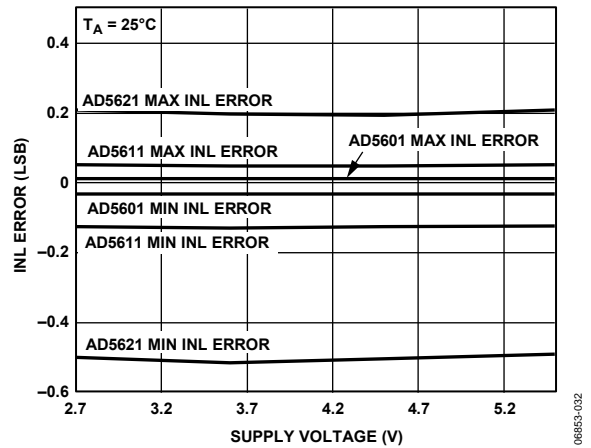 T_A = 25°C
0.4
AD5621 MAX INL ERROR
0.2
AD5601 MAX INL ERROR
AD5611 MAX INL ERROR
0
AD5601 MIN INL ERROR
AD5611 MIN INL ERROR
–0.2
–0.4
AD5621 MIN INL ERROR
–0.6
INL ERROR (LSB)
2.7 3.2 3.7 4.2 4.7 5.2
SUPPLY VOLTAGE (V)
06853-032